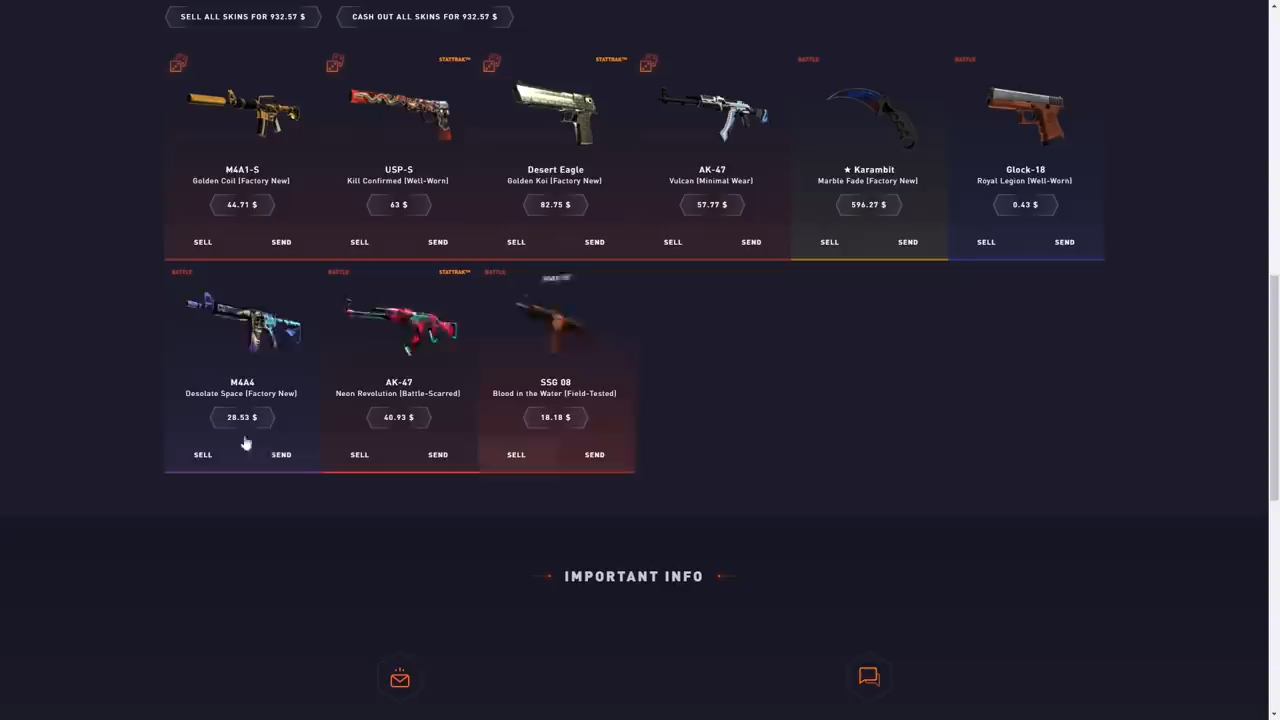 SELL ALL SKINS FOR 932.57 $
CASH OUT ALL SKINS FOR 932.57 $
STATTRAK™
STATTRAK™
BATTLE
BATTLE
M4A1-S
Golden Coil (Factory New)
44.71 $
SELL
SEND
USP-S
Kill Confirmed (Well-Worn)
63 $
SELL
SEND
Desert Eagle
Golden Koi (Factory New)
82.75 $
SELL
SEND
AK-47
Vulcan (Minimal Wear)
57.77 $
SELL
SEND
★ Karambit
Marble Fade (Factory New)
596.27 $
SELL
SEND
Glock-18
Royal Legion (Well-Worn)
0.43 $
SELL
SEND
BATTLE
BATTLE
STATTRAK™
BATTLE
M4A4
Desolate Space (Factory New)
28.53 $
SELL
SEND
AK-47
Neon Revolution (Battle-Scarred)
40.93 $
SELL
SEND
SSG 08
Blood in the Water (Field-Tested)
18.18 $
SELL
SEND
IMPORTANT INFO